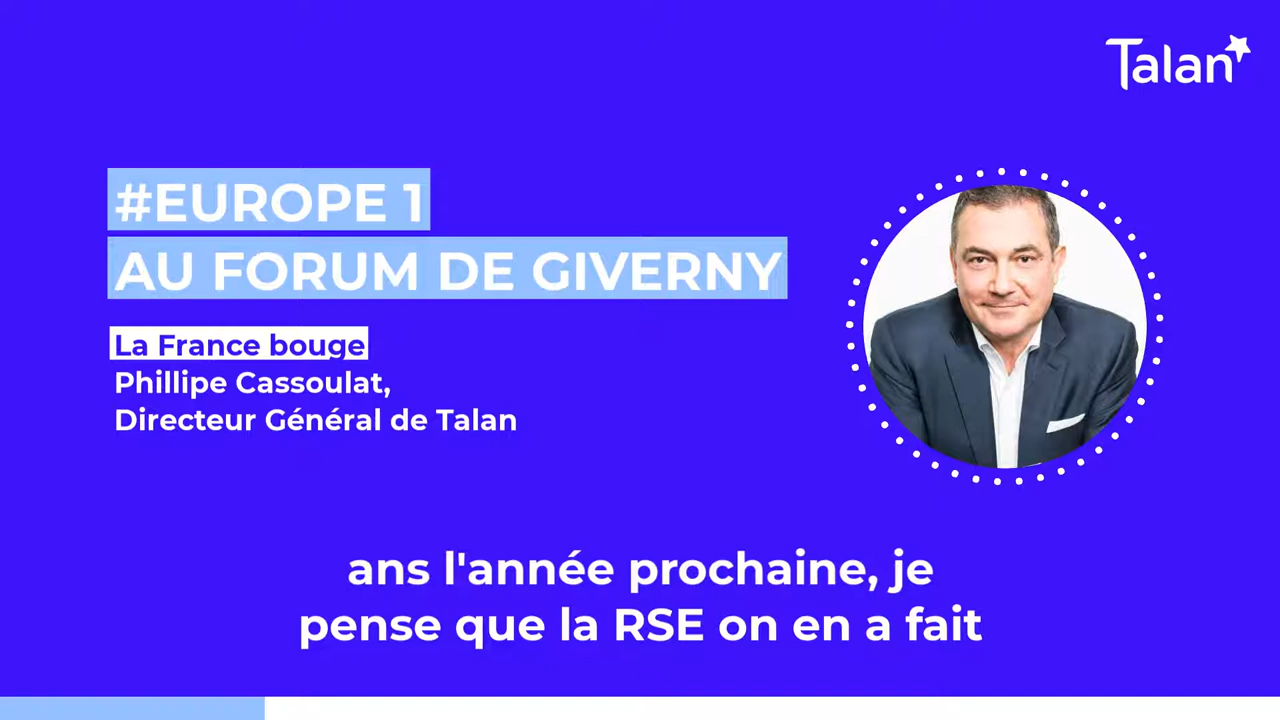 Talan
#EUROPE 1
AU FORUM DE GIVERNY
La France bouge
Phillipe Cassoulat,
Directeur Général de Talan
ans l'année prochaine, je
pense que la RSE on en a fait